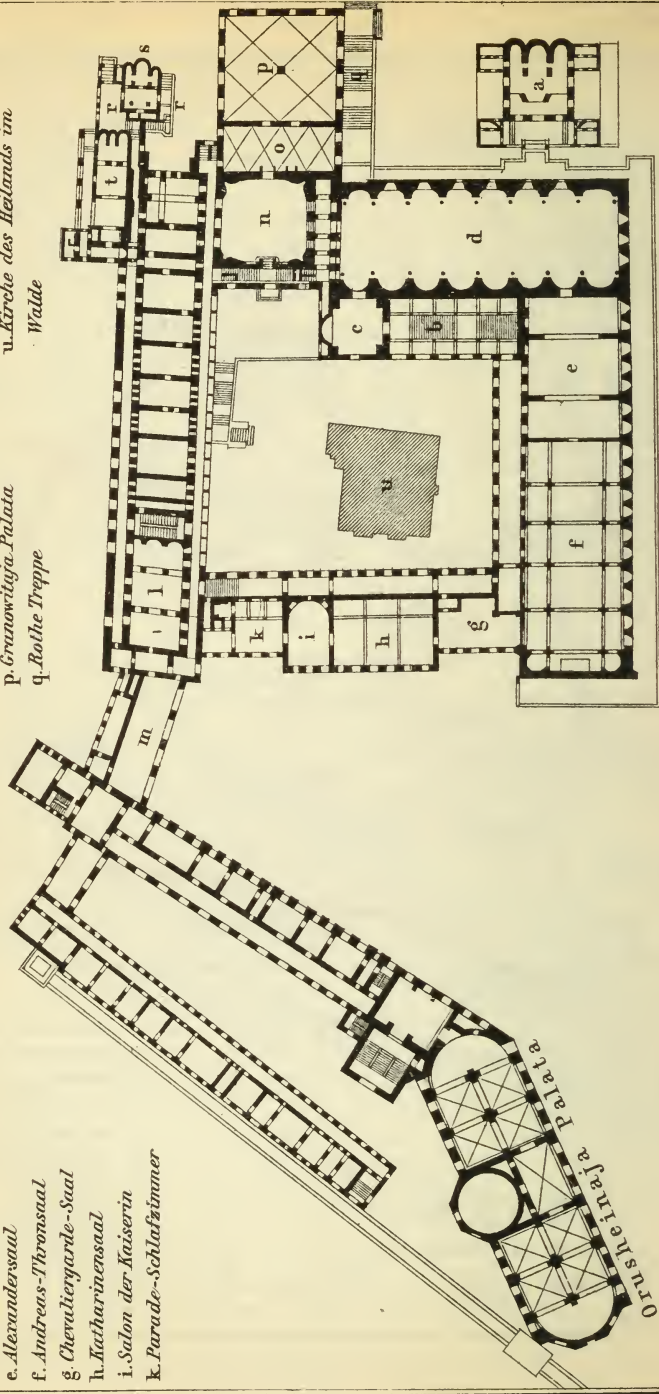 e. Alexandersaal
f. Andreas-Thronsaal
g. Chevaliergarde-Saal
h. Katharinensaal
i. Salon der Kaiserin
k. Parade-Schlafzimmer
p. Granowitaja Palata
q. Rothe Treppe
u. Kirche des Heilands im
Walde
s
r
r
t
r
p
q
o
n
a
d
c
b
e
u
f
l
k
i
h
g
m
Orusheinaja Palata